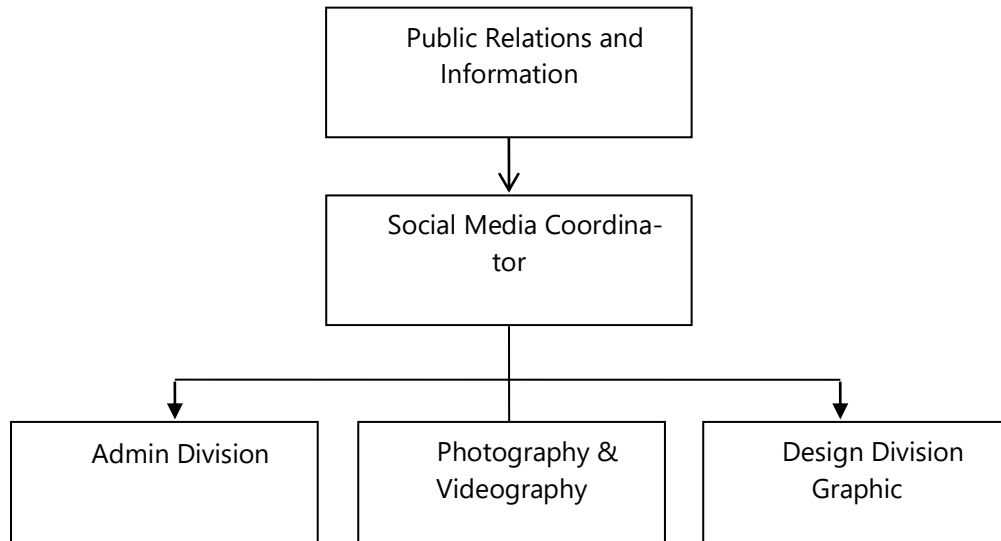 Public Relations and
Information
Social Media Coordina-
tor
Admin Division
Photography &
Videography
Design Division
Graphic